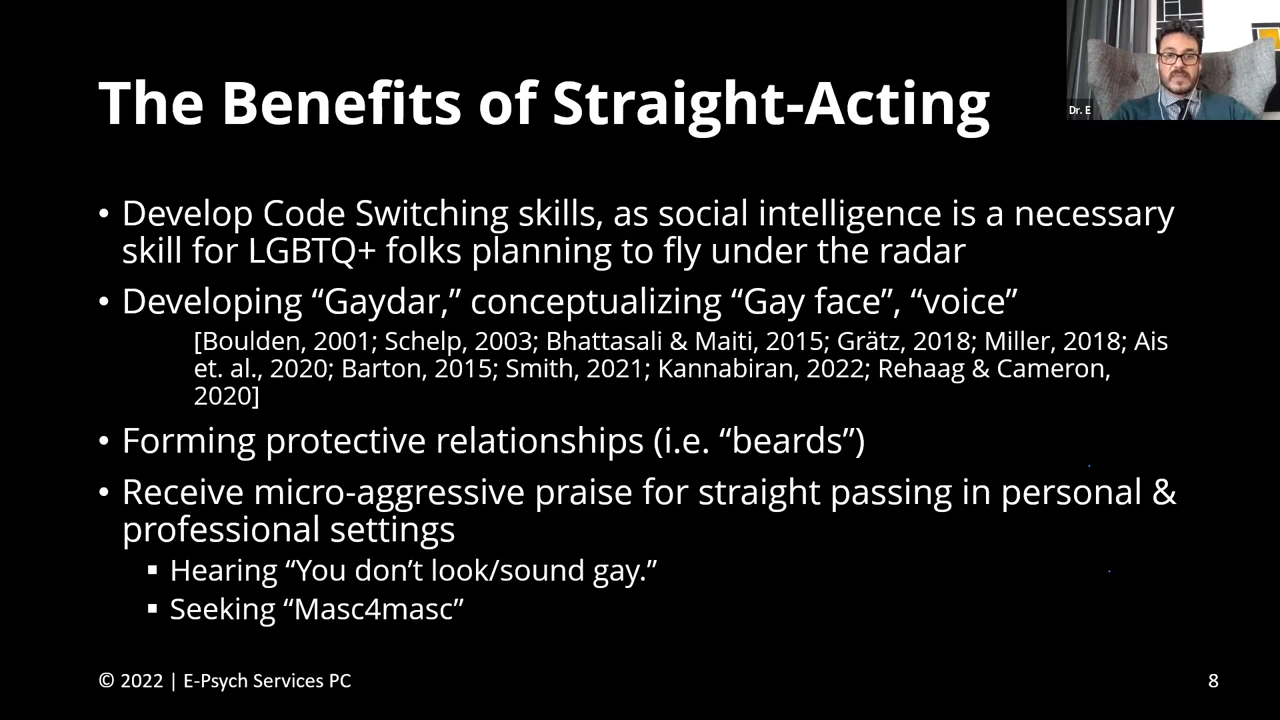 The Benefits of Straight-Acting
Dr. E
• Develop Code Switching skills, as social intelligence is a necessary
skill for LGBTQ+ folks planning to fly under the radar
• Developing “Gaydar,” conceptualizing “Gay face”, “voice”
[Boulden, 2001; Schelp, 2003; Bhattasali & Maiti, 2015; Grätz, 2018; Miller, 2018; Ais
et. al., 2020; Barton, 2015; Smith, 2021; Kannabiran, 2022; Rehaag & Cameron,
2020]
• Forming protective relationships (i.e. “beards”)
• Receive micro-aggressive praise for straight passing in personal &
professional settings
▪ Hearing “You don’t look/sound gay.”
▪ Seeking “Masc4masc”
© 2022 | E-Psych Services PC
8